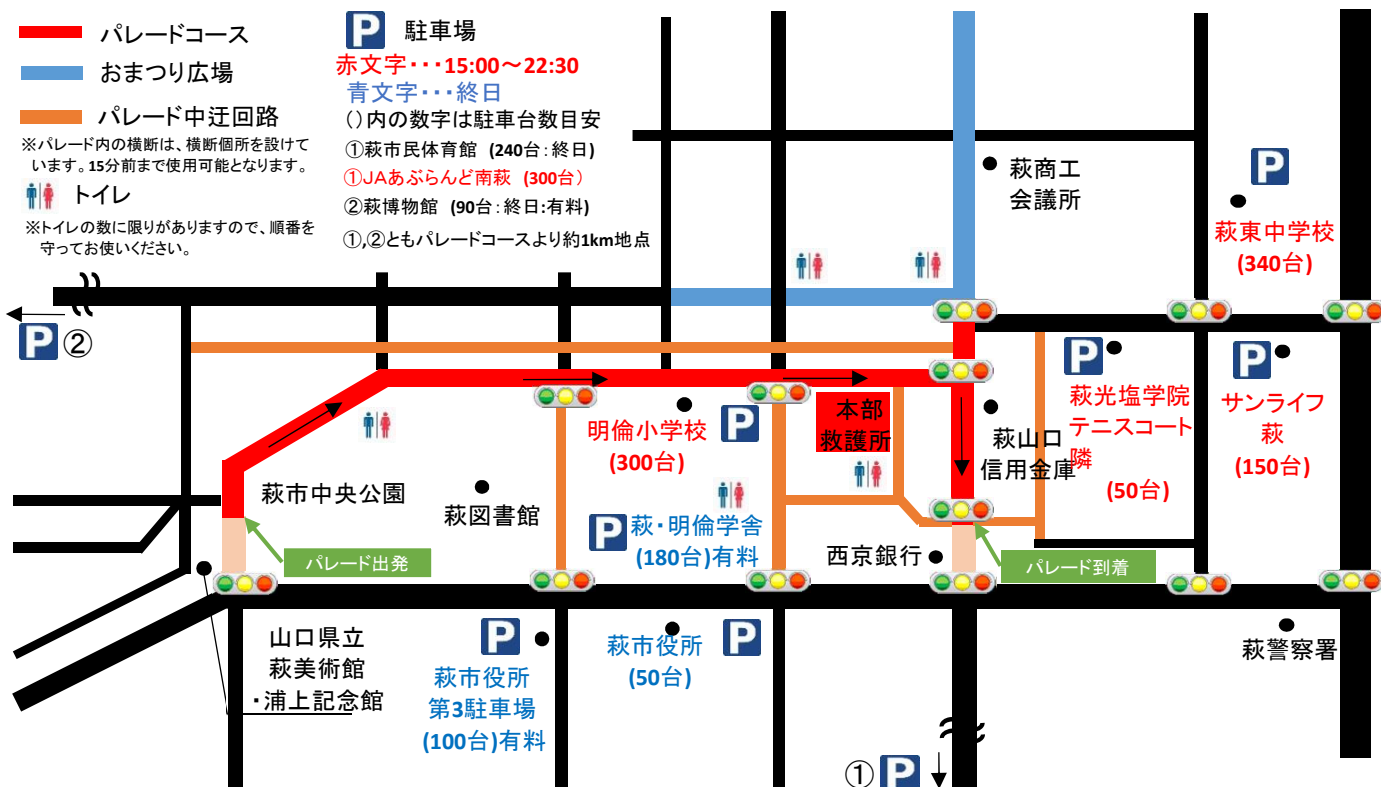 パレードコース
おまつり広場
パレード中迂回路
※パレード内の横断は、横断個所を設けて
います。15分前まで使用可能となります。
トイレ
※トイレの数に限りがありますので、順番を
守ってお使いください。
P 駐車場
赤文字・・・15:00～22:30
青文字・・・終日
()内の数字は駐車台数目安
①萩市民体育館 (240台:終日)
①JAあぶらんど南萩 (300台)
②萩博物館 (90台:終日:有料)
①,②ともパレードコースより約1km地点
萩商工
会議所
P
萩東中学校
(340台)
P②
P
萩光塩学院
テニスコート
隣
(50台)
P
サンライフ
萩
(150台)
本部
救護所
萩山口
信用金庫
明倫小学校
(300台)
P
萩市中央公園
萩図書館
P
萩・明倫学舎
(180台)有料
パレード出発
西京銀行
パレード到着
山口県立
萩美術館
・浦上記念館
P
萩市役所
第3駐車場
(100台)有料
萩市役所
(50台)
P
萩警察署
①P